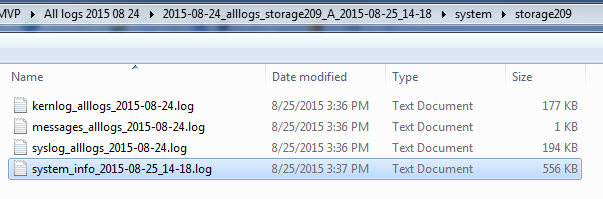 MVP ▸ All logs 2015 08 24 ▸ 2015-08-24_alllogs_storage209_A_2015-08-25_14-18 ▸ system ▸ storage209
Name Date modified Type Size
kernlog_alllogs_2015-08-24.log 8/25/2015 3:36 PM Text Document 177 KB
messages_alllogs_2015-08-24.log 8/25/2015 3:36 PM Text Document 1 KB
syslog_alllogs_2015-08-24.log 8/25/2015 3:36 PM Text Document 194 KB
system_info_2015-08-25_14-18.log 8/25/2015 3:37 PM Text Document 556 KB